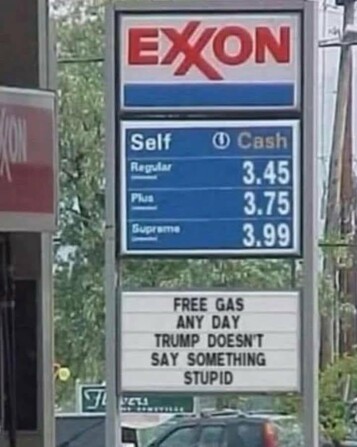 EXXON
Self Cash
Regular 3.45
Plus 3.75
Supreme 3.99
FREE GAS
ANY DAY
TRUMP DOESN'T
SAY SOMETHING
STUPID